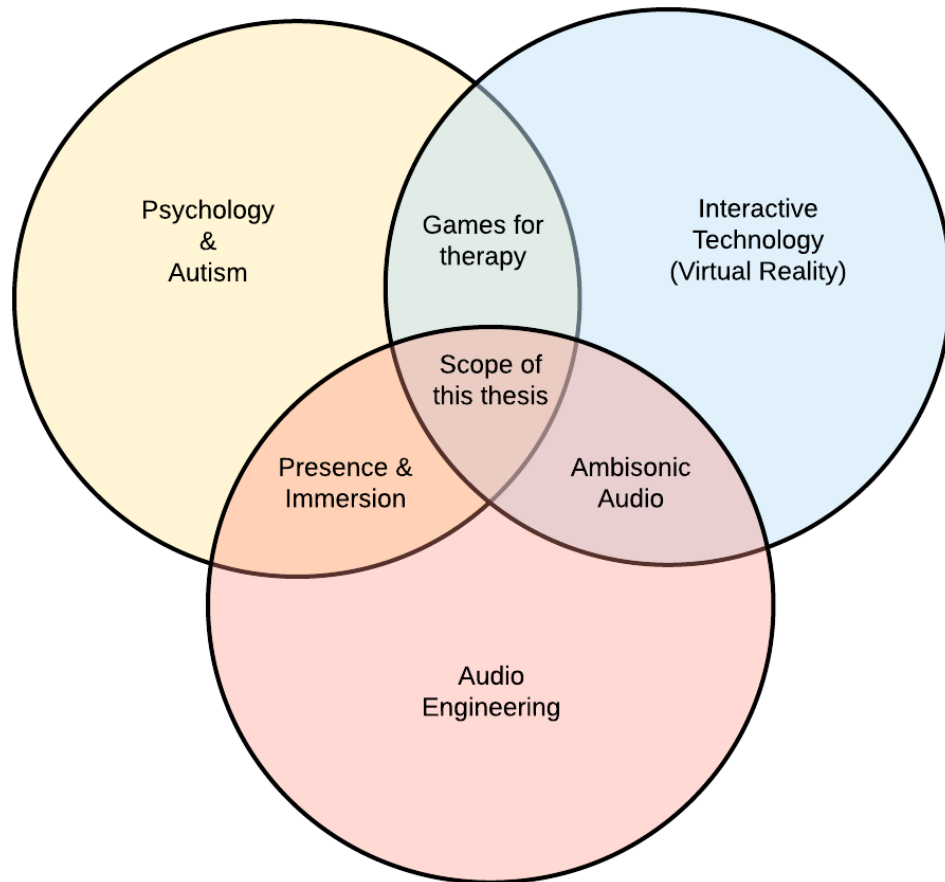 Psychology
&
Autism
Games for
therapy
Interactive
Technology
(Virtual Reality)
Scope of
this thesis
Presence &
Immersion
Ambisonic
Audio
Audio
Engineering